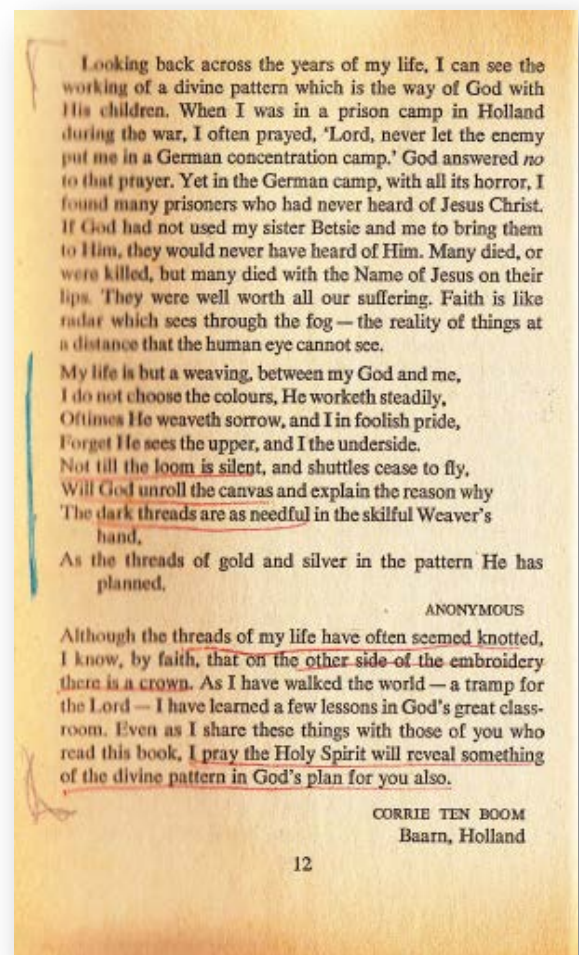 Looking back across the years of my life, I can see the
working of a divine pattern which is the way of God with
His children. When I was in a prison camp in Holland
during the war, I often prayed, ‘Lord, never let the enemy
put me in a German concentration camp.’ God answered no
to that prayer. Yet in the German camp, with all its horror, I
found many prisoners who had never heard of Jesus Christ.
If God had not used my sister Betsie and me to bring them
to Him, they would never have heard of Him. Many died, or
were killed, but many died with the Name of Jesus on their
lips. They were well worth all our suffering. Faith is like
radar which sees through the fog — the reality of things at
a distance that the human eye cannot see.
My life is but a weaving, between my God and me,
I do not choose the colours, He worketh steadily,
Oftimes He weaveth sorrow, and I in foolish pride,
Forget He sees the upper, and I the underside.
Not till the loom is silent, and shuttles cease to fly,
Will God unroll the canvas and explain the reason why
The dark threads are as needful in the skilful Weaver’s
hand,
As the threads of gold and silver in the pattern He has
planned.
ANONYMOUS
Although the threads of my life have often seemed knotted,
I know, by faith, that on the other side of the embroidery
there is a crown. As I have walked the world — a tramp for
the Lord — I have learned a few lessons in God’s great class-
room. Even as I share these things with those of you who
read this book, I pray the Holy Spirit will reveal something
of the divine pattern in God’s plan for you also.
CORRIE TEN BOOM
Baarn, Holland
12